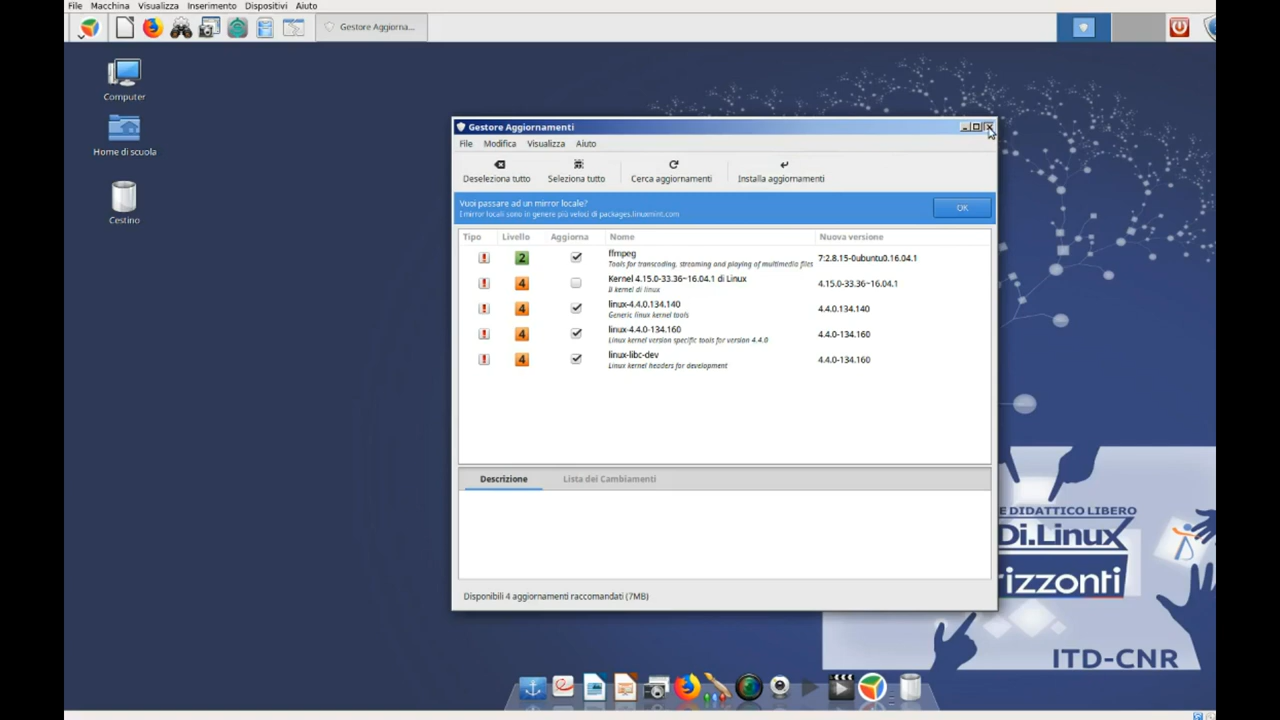 File Macchina Visualizza Inserimento Dispositivi Aiuto
Gestore Aggiorna...
Computer
Home di scuola
Cestino
Gestore Aggiornamenti
File Modifica Visualizza Aiuto
Deseleziona tutto Seleziona tutto Cerca aggiornamenti Installa aggiornamenti
Vuoi passare ad un mirror locale?
I mirror locali sono in genere più veloci di packages.linuxmint.com
OK
Tipo Livello Aggiorna Nome Nuova versione
2 ffmpeg 7:2.8.15-0ubuntu0.16.04.1
Tools for transcoding, streaming and playing of multimedia files
4 Kernel 4.15.0-33.36~16.04.1 di Linux 4.15.0-33.36~16.04.1
Il kernel di linux
4 linux-4.4.0.134.140 4.4.0.134.140
Generic linux kernel tools
4 linux-4.4.0-134.160 4.4.0-134.160
Linux kernel version specific tools for version 4.4.0
4 linux-libc-dev 4.4.0-134.160
Linux kernel headers for development
Descrizione Lista dei Cambiamenti
Disponibili 4 aggiornamenti raccomandati (7MB)
E DIDATTICO LIBERO
Di.Linux
rizzonti
ITD-CNR